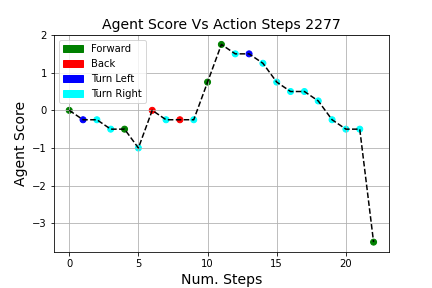 Agent Score Vs Action Steps 2277
Agent Score
2
1
0
−1
−2
−3
Forward
Back
Turn Left
Turn Right
0 5 10 15 20
Num. Steps